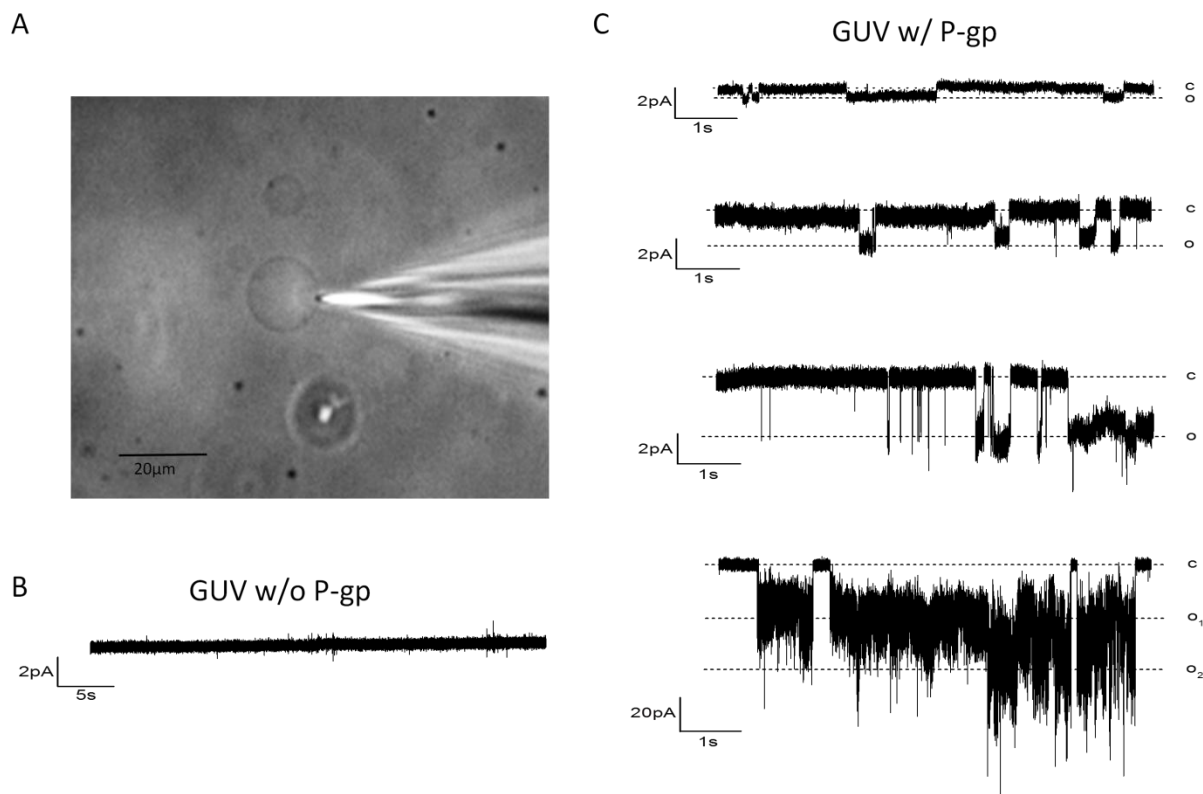 A
20μm
B
GUV w/o P-gp
2pA
5s
C
GUV w/ P-gp
c
o
2pA
1s
c
o
2pA
1s
c
o
2pA
1s
c
o1
o2
20pA
1s